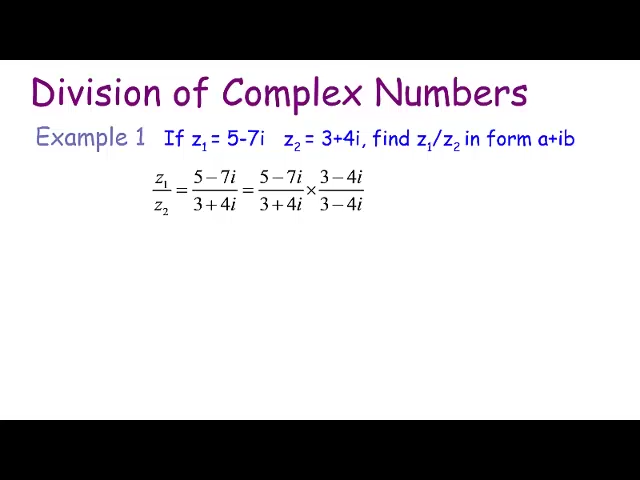 Division of Complex Numbers
Example 1 If z₁ = 5-7i z₂ = 3+4i, find z₁/z₂ in form a+ib
z₁/z₂ = (5 − 7i)/(3 + 4i) = (5 − 7i)/(3 + 4i) × (3 − 4i)/(3 − 4i)